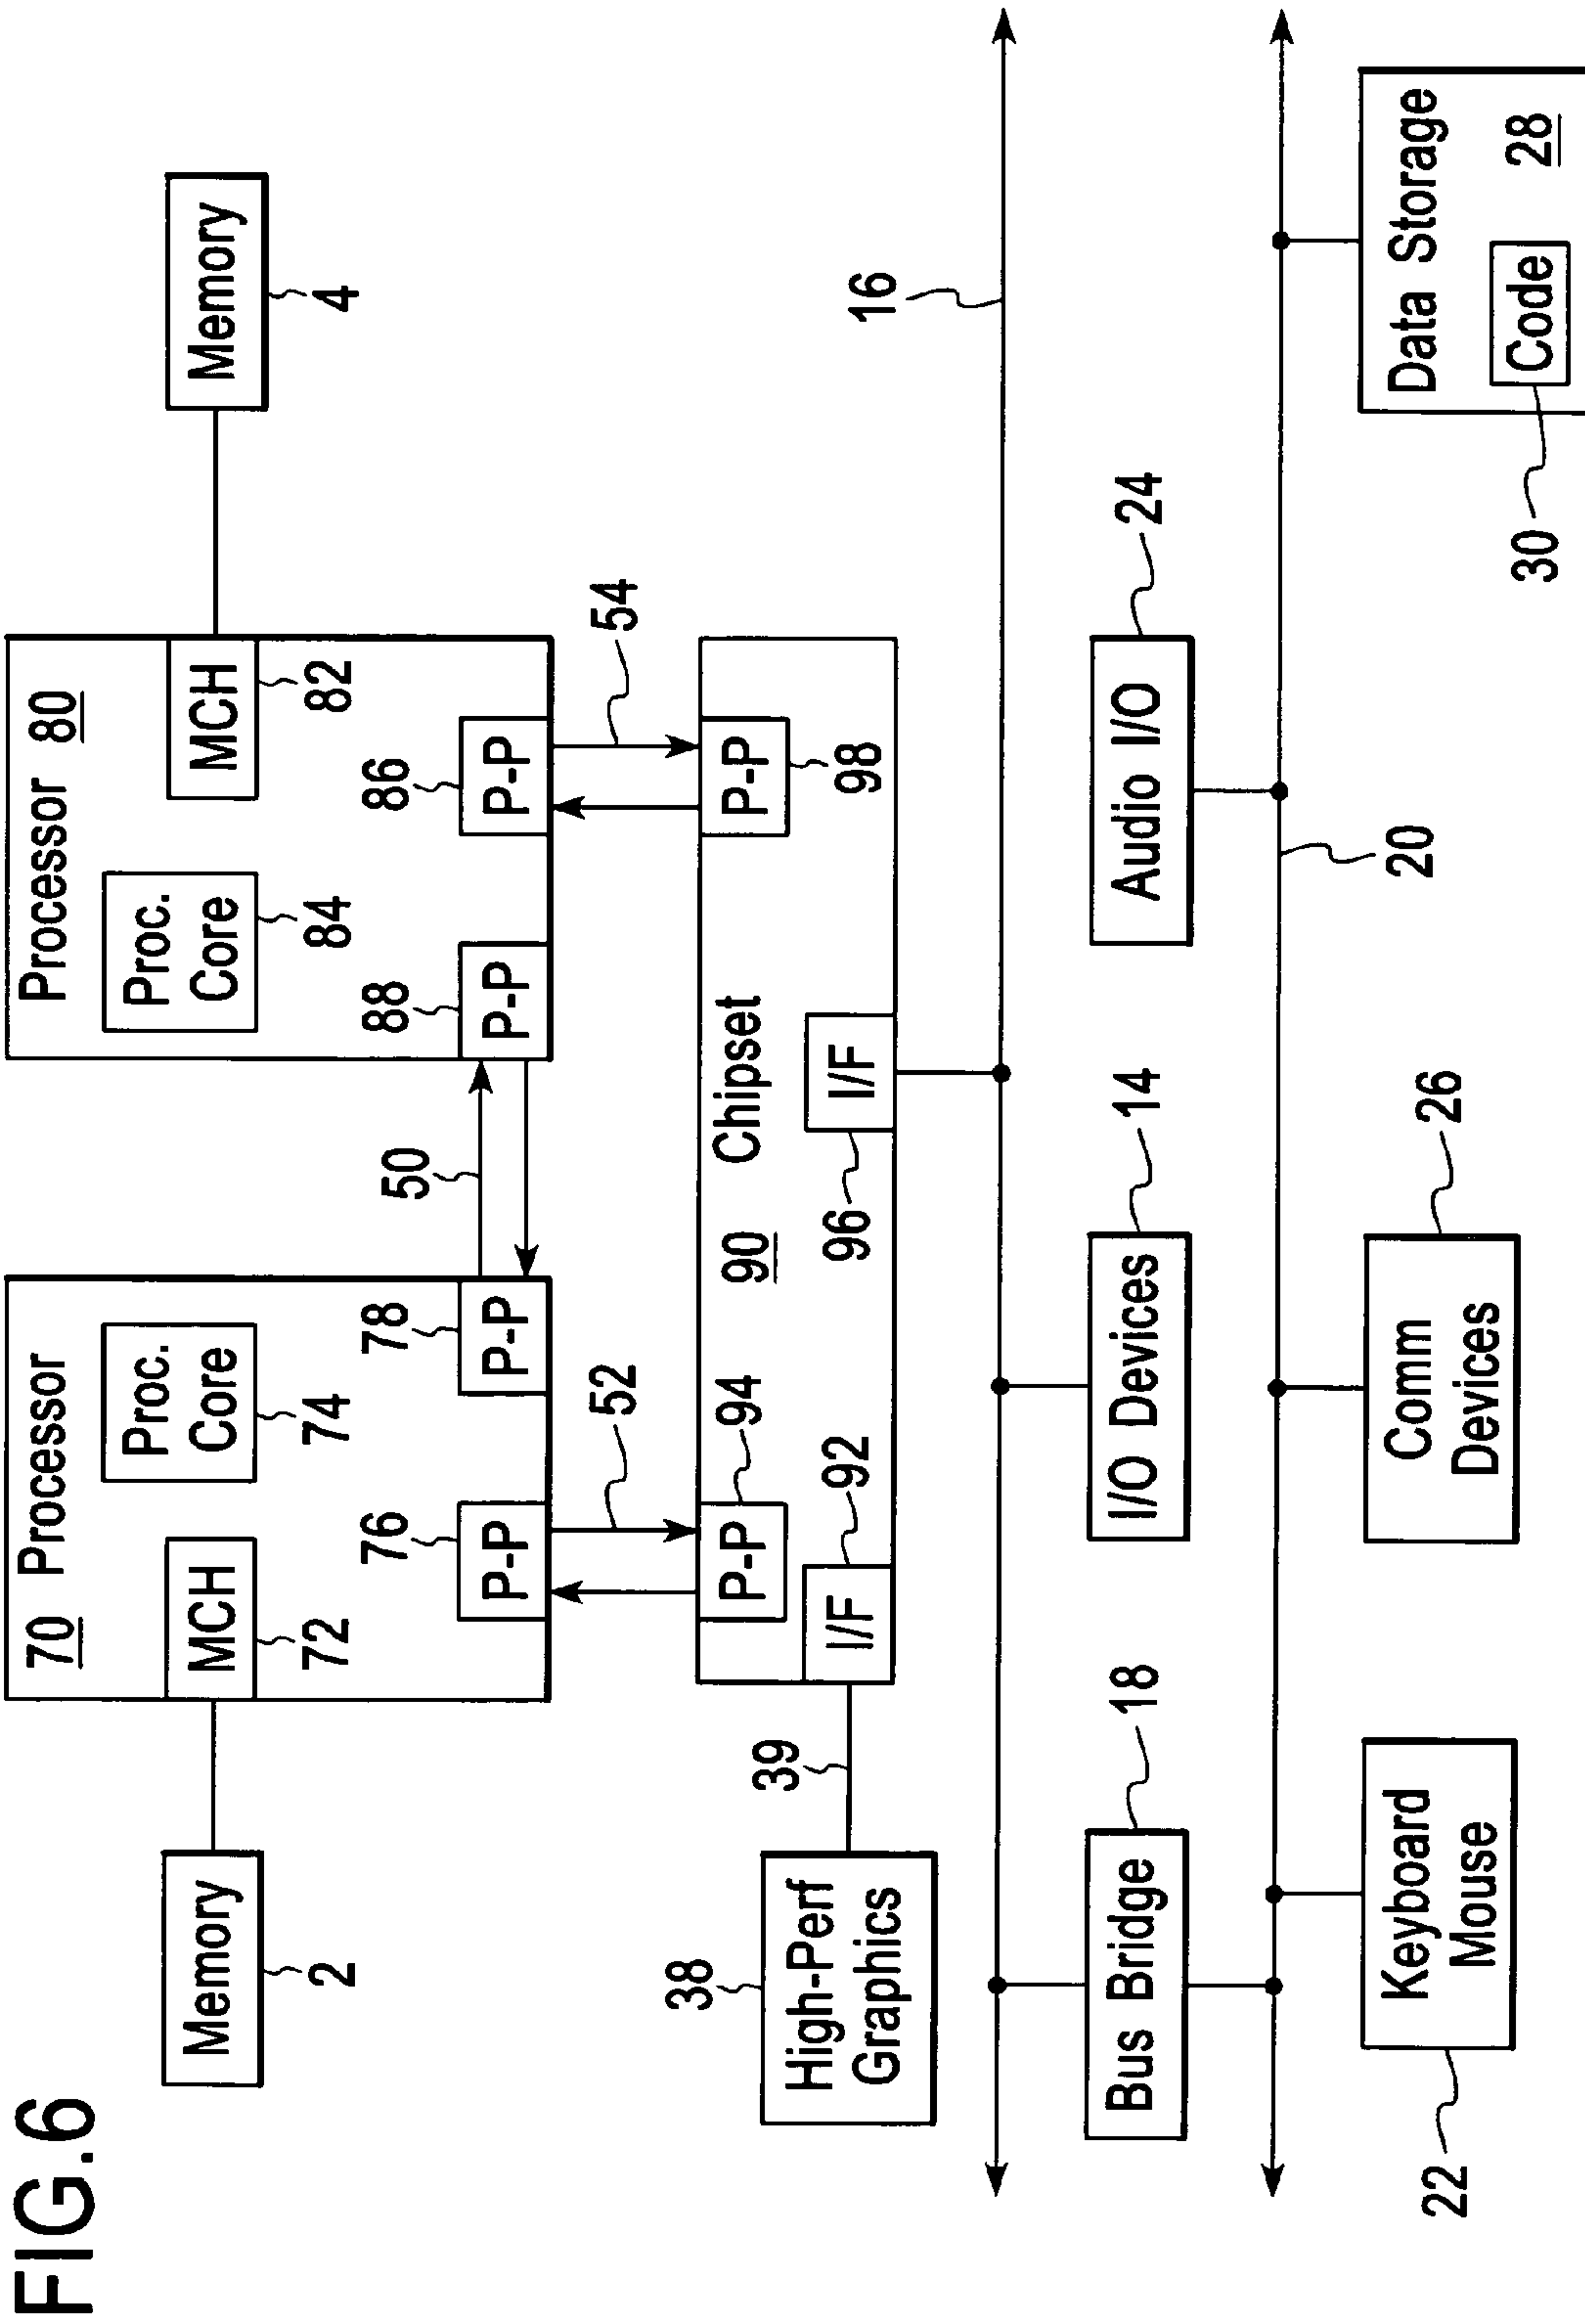 FIG.6
70 Processor
Processor 80
Memory
2
MCH
72
Proc.
Core
74
Proc.
Core
84
MCH
82
Memory
4
76
P-P
78
P-P
50
88
P-P
86
P-P
52
54
38
High-Perf
Graphics
39
P-P
94
90
Chipset
P-P
98
I/F
92
I/F
96
16
Bus Bridge
18
I/O Devices
14
Audio I/O
24
20
22
Keyboard
Mouse
Comm
Devices
26
Data Storage
Code
28
30